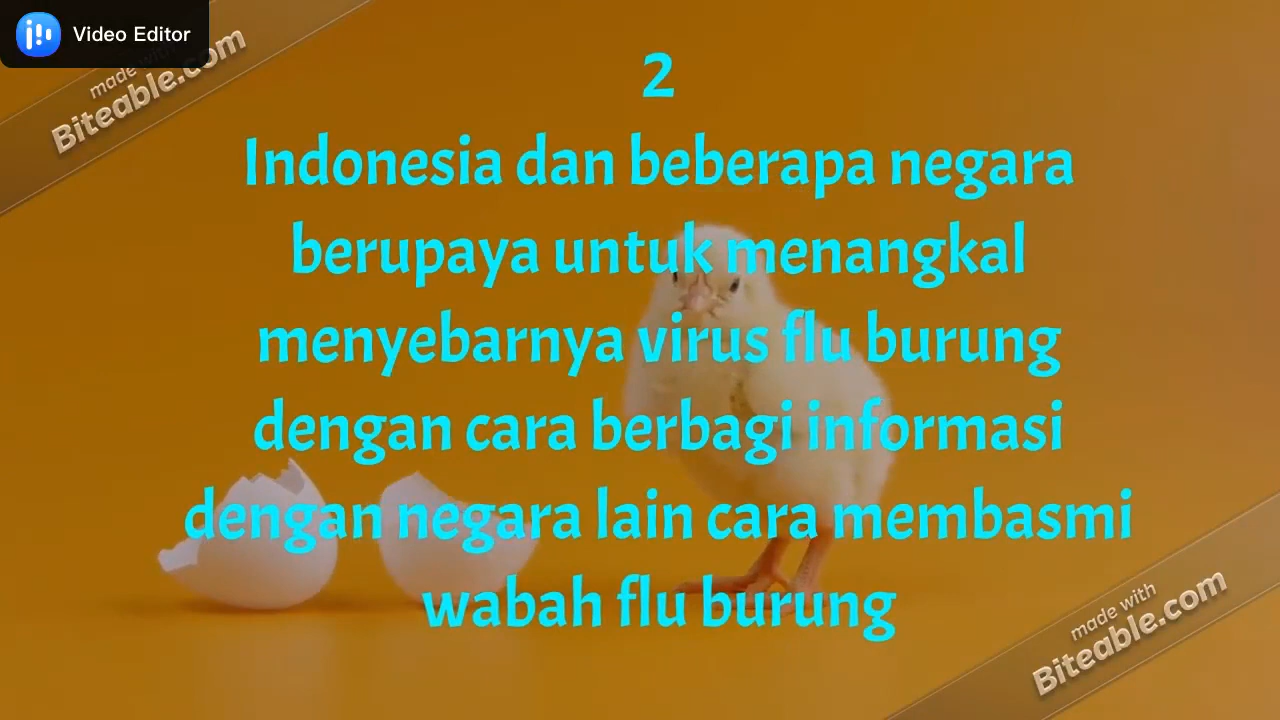 Video Editor
made with
Biteable.com
2
Indonesia dan beberapa negara
berupaya untuk menangkal
menyebarnya virus flu burung
dengan cara berbagi informasi
dengan negara lain cara membasmi
wabah flu burung
made with
Biteable.com